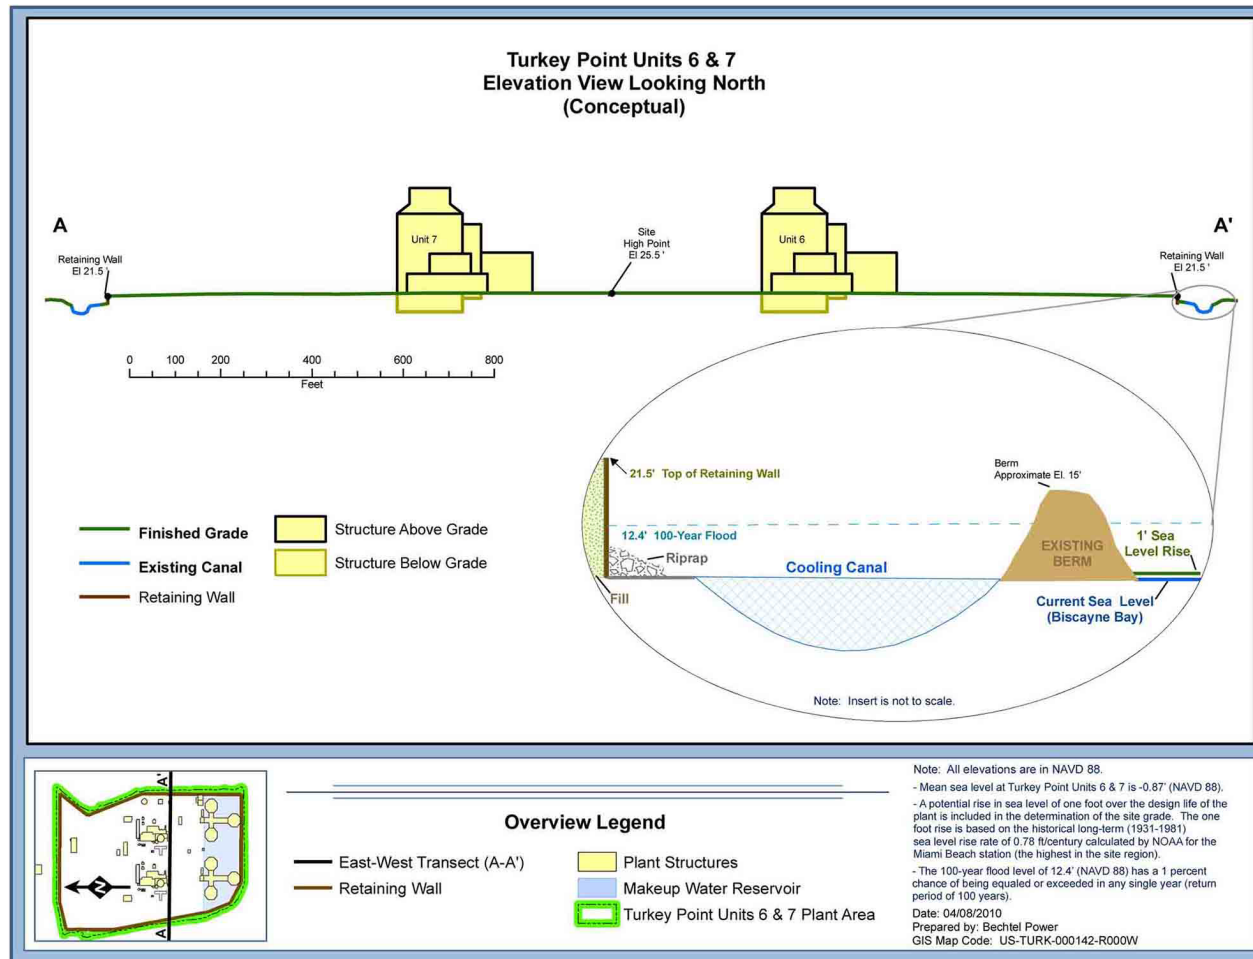 Turkey Point Units 6 & 7
Elevation View Looking North
(Conceptual)
A
A'
Retaining Wall
El 21.5 '
Unit 7
Site
High Point
El 25.5 '
Unit 6
Retaining Wall
El 21.5 '
0 100 200 400 600 800
Feet
21.5' Top of Retaining Wall
Berm
Approximate El. 15'
12.4' 100-Year Flood
Riprap
Cooling Canal
EXISTING
BERM
1' Sea
Level Rise
Fill
Current Sea Level
(Biscayne Bay)
Note: Insert is not to scale.
Finished Grade
Existing Canal
Retaining Wall
Structure Above Grade
Structure Below Grade
A'
N
A
Overview Legend
East-West Transect (A-A')
Retaining Wall
Plant Structures
Makeup Water Reservoir
Turkey Point Units 6 & 7 Plant Area
Note: All elevations are in NAVD 88.
- Mean sea level at Turkey Point Units 6 & 7 is -0.87' (NAVD 88).
- A potential rise in sea level of one foot over the design life of the
plant is included in the determination of the site grade. The one
foot rise is based on the historical long-term (1931-1981)
sea level rise rate of 0.78 ft/century calculated by NOAA for the
Miami Beach station (the highest in the site region).
- The 100-year flood level of 12.4' (NAVD 88) has a 1 percent
chance of being equaled or exceeded in any single year (return
period of 100 years).
Date: 04/08/2010
Prepared by: Bechtel Power
GIS Map Code: US-TURK-000142-R000W